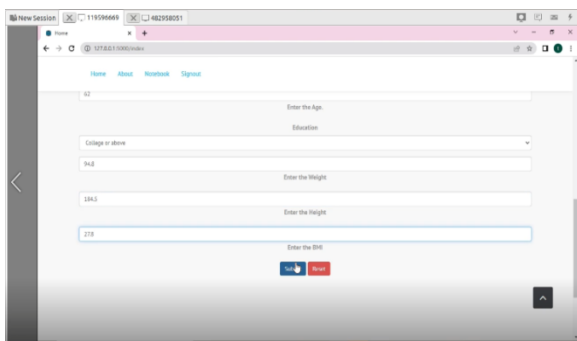 New Session 119596669 482958051
Home
127.0.0.1:5000/index
Home About Notebook Signout
62
Enter the Age.
Education
College or above
94.8
Enter the Weight
184.5
Enter the Height
27.8
Enter the BMI
Reset